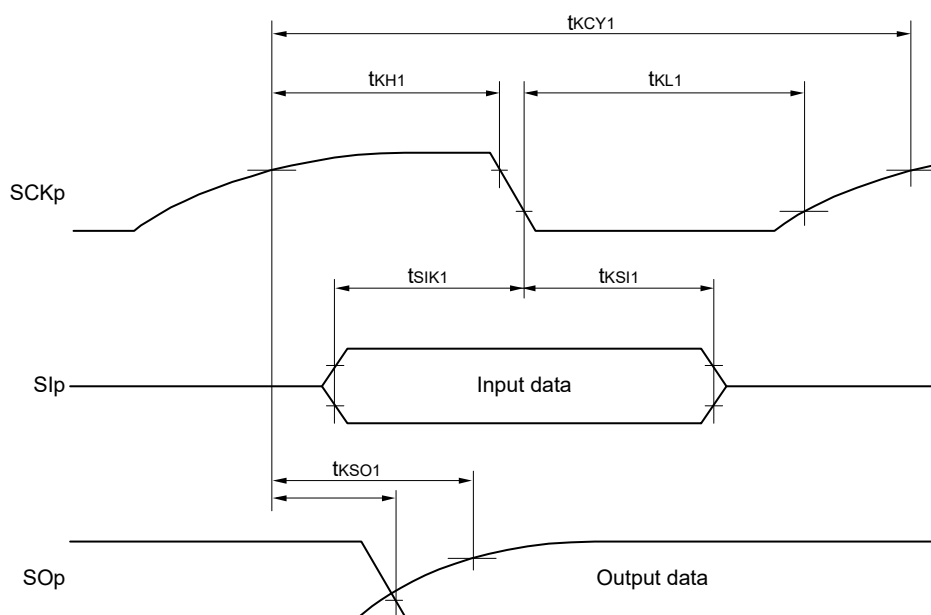 tKCY1
tKH1
tKL1
SCKp
tSIK1
tKSI1
SIp
Input data
tKSO1
SOp
Output data